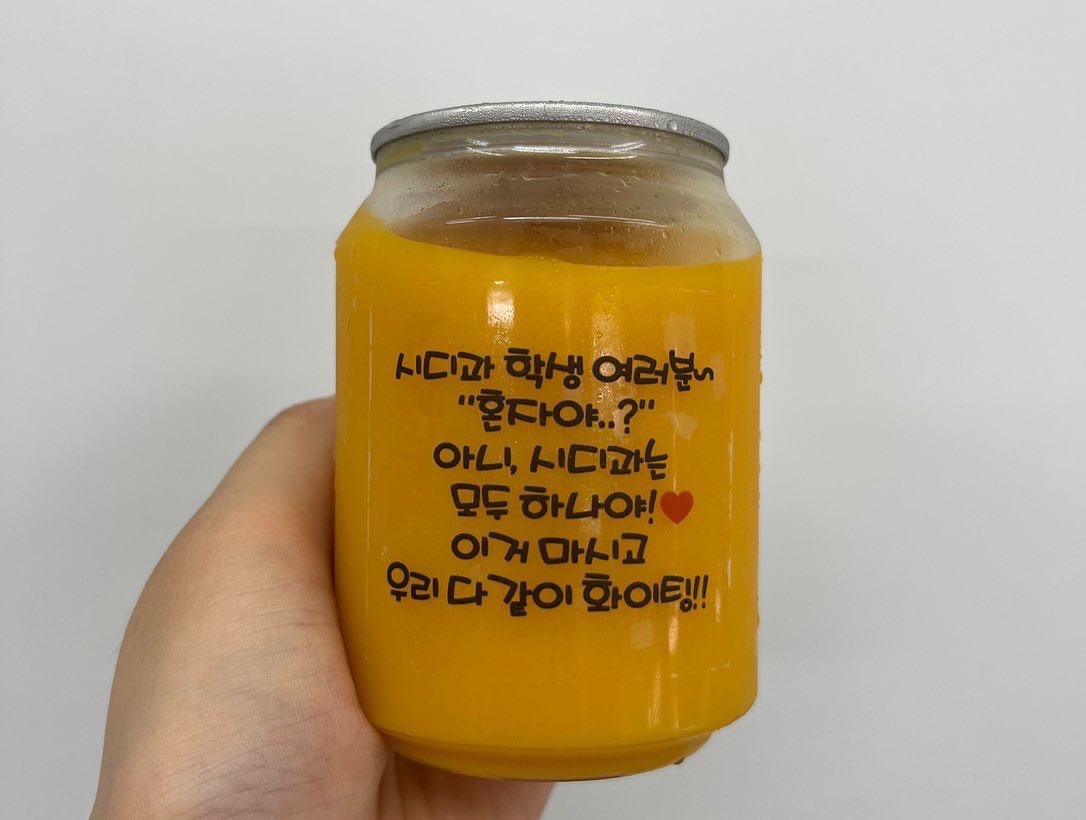 시디과 학생 여러분~
"혼자야..?"
아니, 시디과는
모두 하나야!♥
이거 마시고
우리 다 같이 화이팅!!